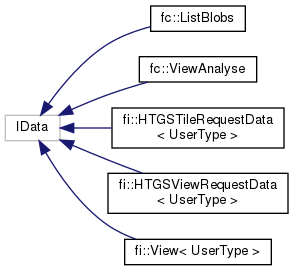 fc::ListBlobs
fc::ViewAnalyse
IData
fi::HTGSTileRequestData
< UserType >
fi::HTGSViewRequestData
< UserType >
fi::View< UserType >